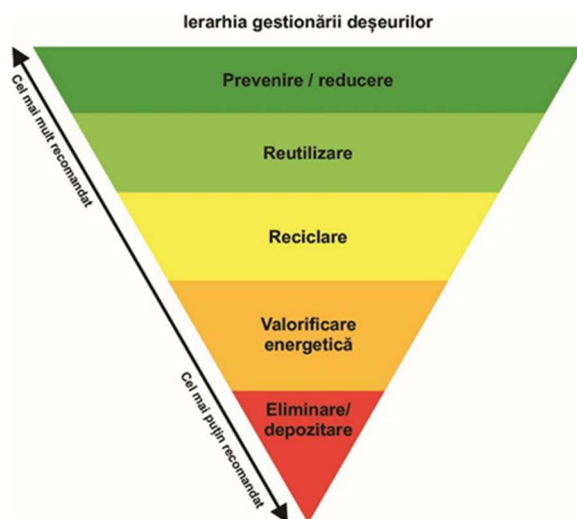 Ierarhia gestionării deșeurilor
Prevenire / reducere
Cel mai mult recomandat
Reutilizare
Reciclare
Valorificare
energetică
Cel mai puțin recomandat
Eliminare/
depozitare